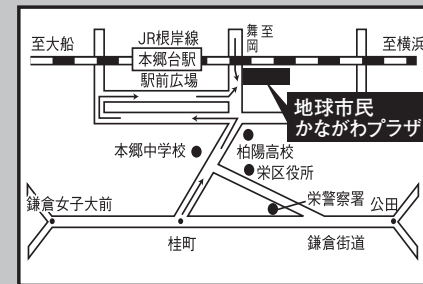 JR根岸線
至大船
本郷台駅
駅前広場
舞岡
至
至横浜
地球市民
かながわプラザ
本郷中学校
柏陽高校
栄区役所
栄警察署
公田
鎌倉女子大前
桂町
鎌倉街道